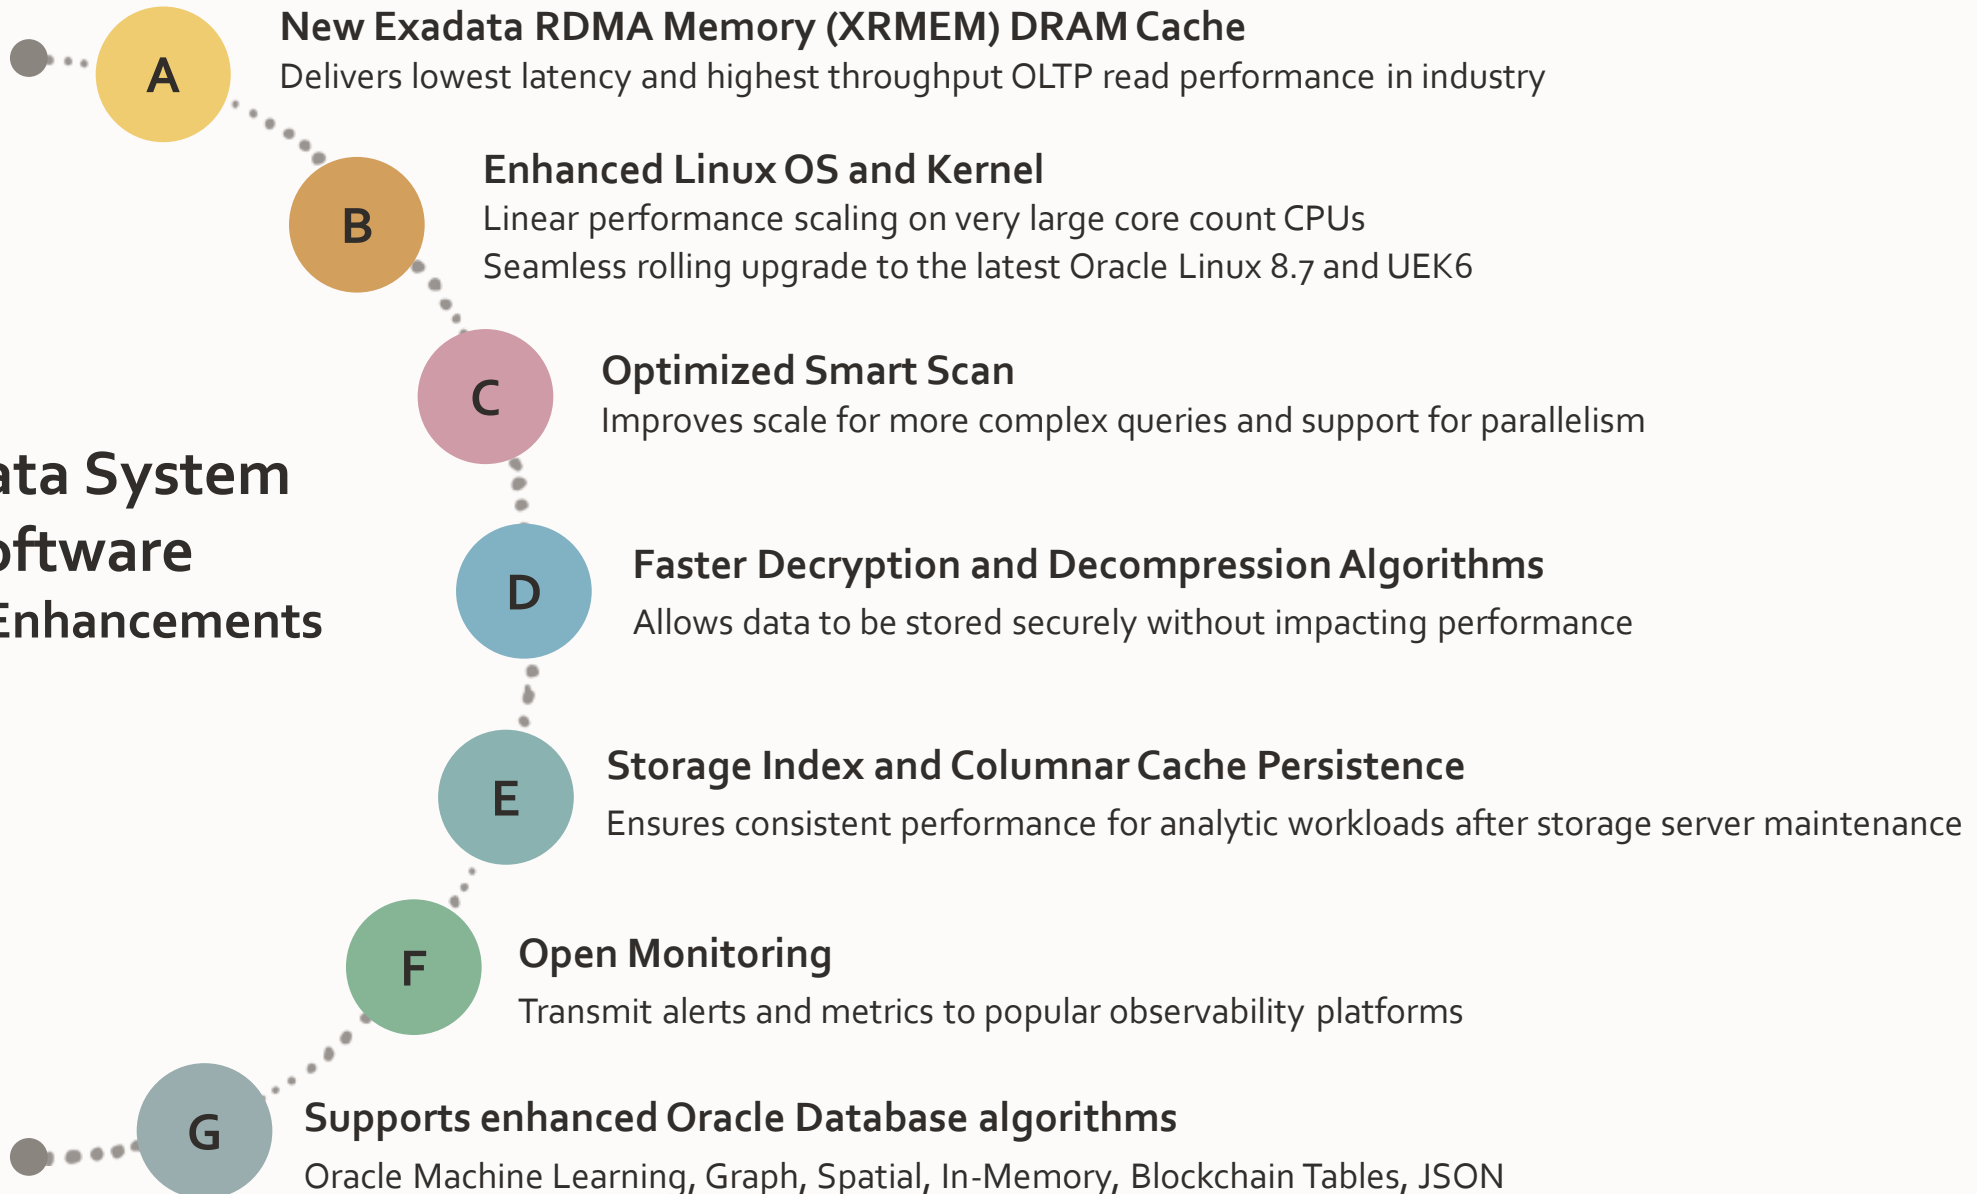 A
New Exadata RDMA Memory (XRMEM) DRAM Cache
Delivers lowest latency and highest throughput OLTP read performance in industry
B
Enhanced Linux OS and Kernel
Linear performance scaling on very large core count CPUs
Seamless rolling upgrade to the latest Oracle Linux 8.7 and UEK6
C
Optimized Smart Scan
Improves scale for more complex queries and support for parallelism
ata System
oftware
Enhancements
D
Faster Decryption and Decompression Algorithms
Allows data to be stored securely without impacting performance
E
Storage Index and Columnar Cache Persistence
Ensures consistent performance for analytic workloads after storage server maintenance
F
Open Monitoring
Transmit alerts and metrics to popular observability platforms
G
Supports enhanced Oracle Database algorithms
Oracle Machine Learning, Graph, Spatial, In-Memory, Blockchain Tables, JSON